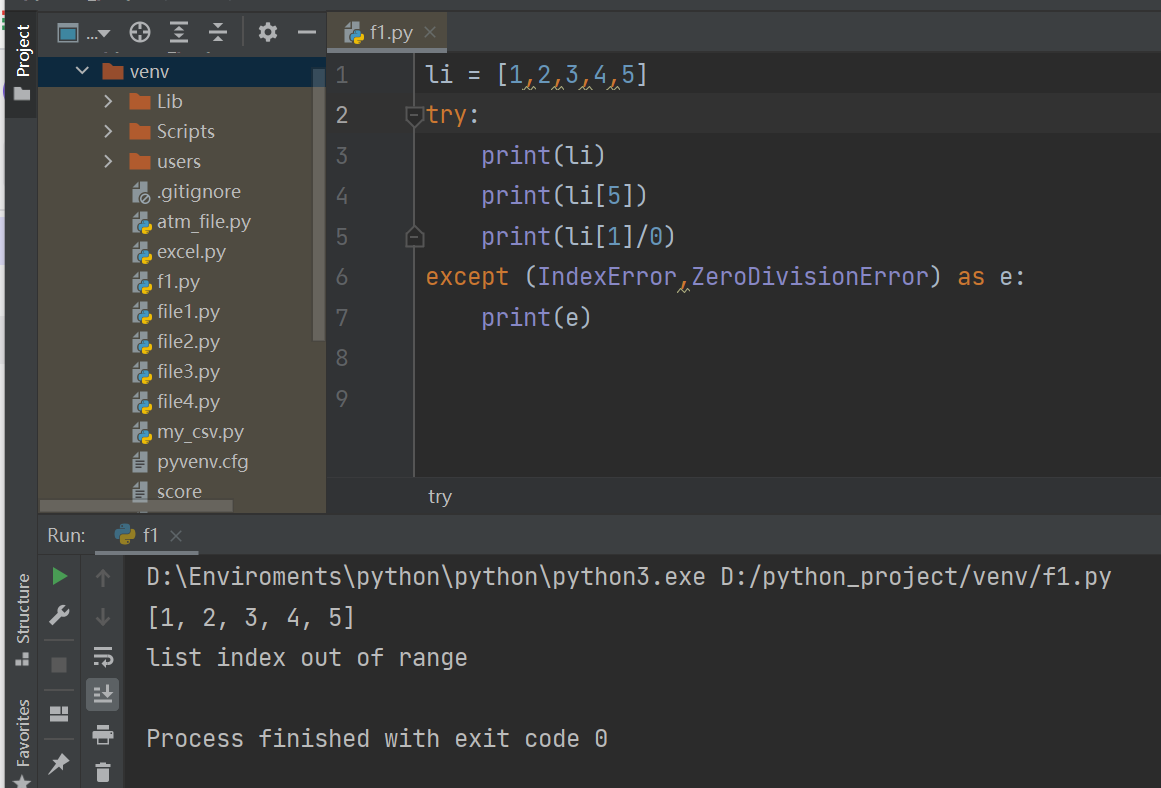 Project
...
f1.py
venv
Lib
Scripts
users
.gitignore
atm_file.py
excel.py
f1.py
file1.py
file2.py
file3.py
file4.py
my_csv.py
pyvenv.cfg
score
1 li = [1,2,3,4,5]
2 try:
3 print(li)
4 print(li[5])
5 print(li[1]/0)
6 except (IndexError,ZeroDivisionError) as e:
7 print(e)
8
9
try
Run: f1
Structure
Favorites
D:\Enviroments\python\python\python3.exe D:/python_project/venv/f1.py
[1, 2, 3, 4, 5]
list index out of range
Process finished with exit code 0